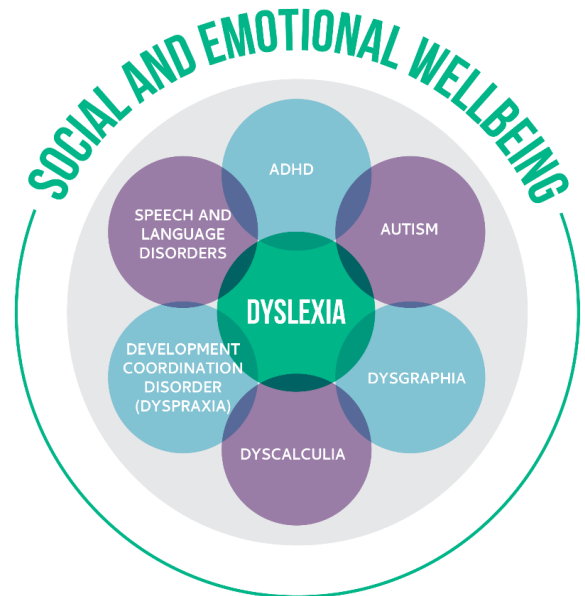 SOCIAL AND EMOTIONAL WELLBEING
ADHD
SPEECH AND
LANGUAGE
DISORDERS
AUTISM
DYSLEXIA
DEVELOPMENT
COORDINATION
DISORDER
(DYSPRAXIA)
DYSGRAPHIA
DYSCALCULIA